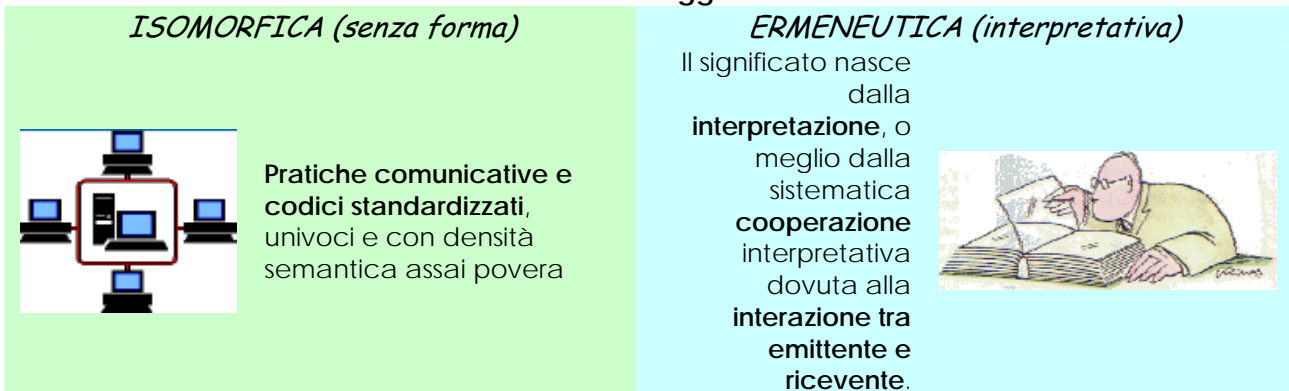 gg
ISOMORFICA (senza forma)
Pratiche comunicative e
codici standardizzati,
univoci e con densità
semantica assai povera
ERMENEUTICA (interpretativa)
Il significato nasce
dalla
interpretazione, o
meglio dalla
sistematica
cooperazione
interpretativa
dovuta alla
interazione tra
emittente e
ricevente.